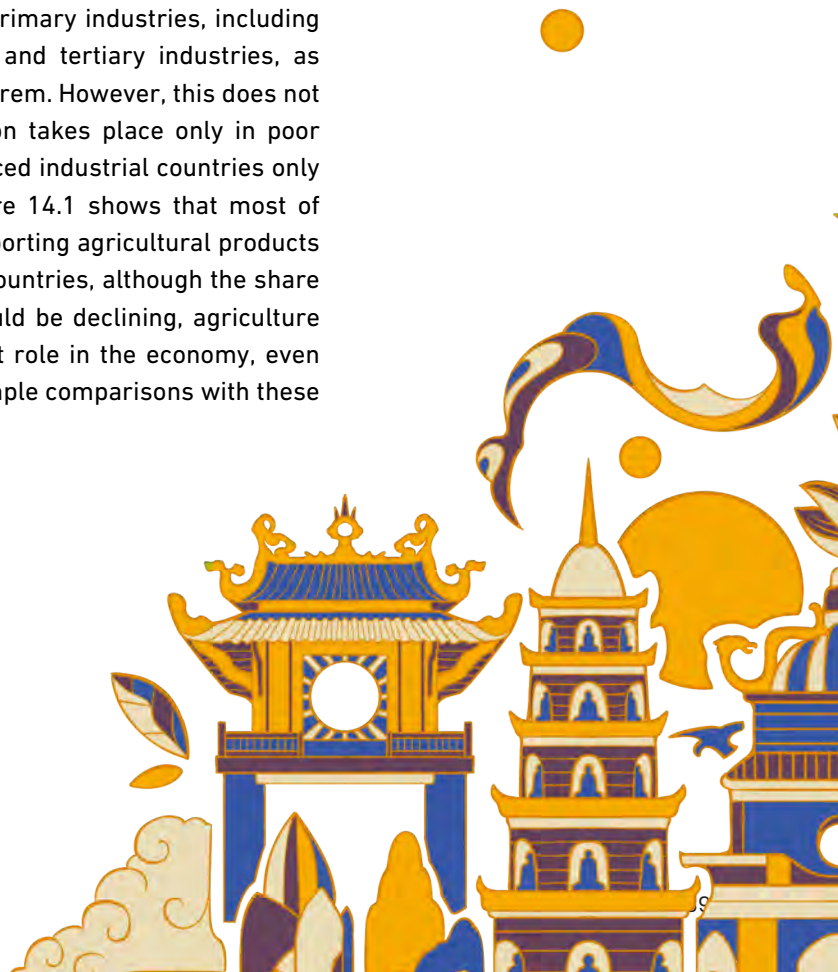 rimary industries, including
and tertiary industries, as
rem. However, this does not
on takes place only in poor
ced industrial countries only
re 14.1 shows that most of
porting agricultural products
ountries, although the share
uld be declining, agriculture
t role in the economy, even
mple comparisons with these